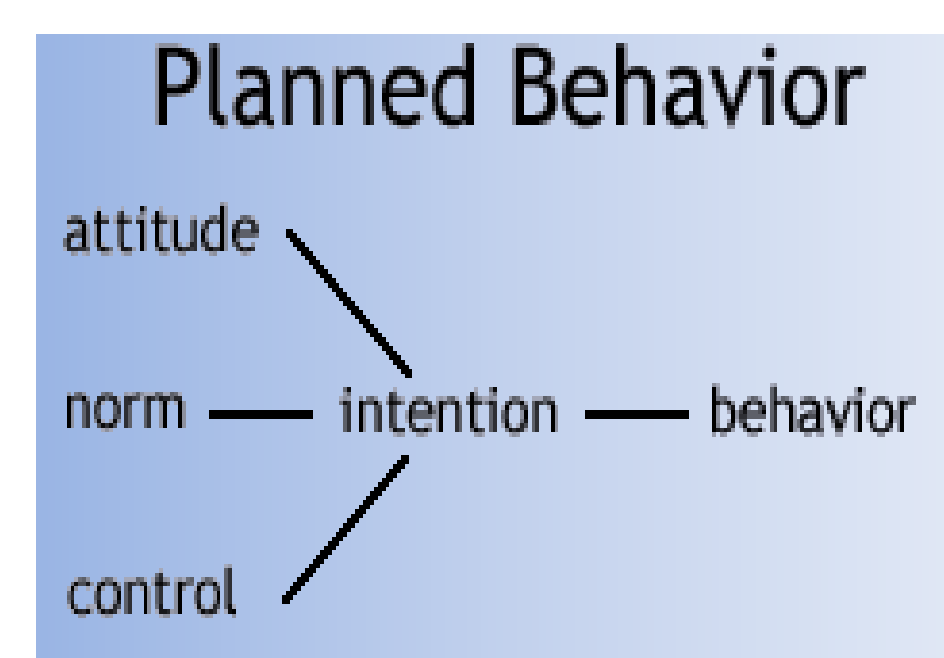 Planned Behavior
attitude
norm intention behavior
control